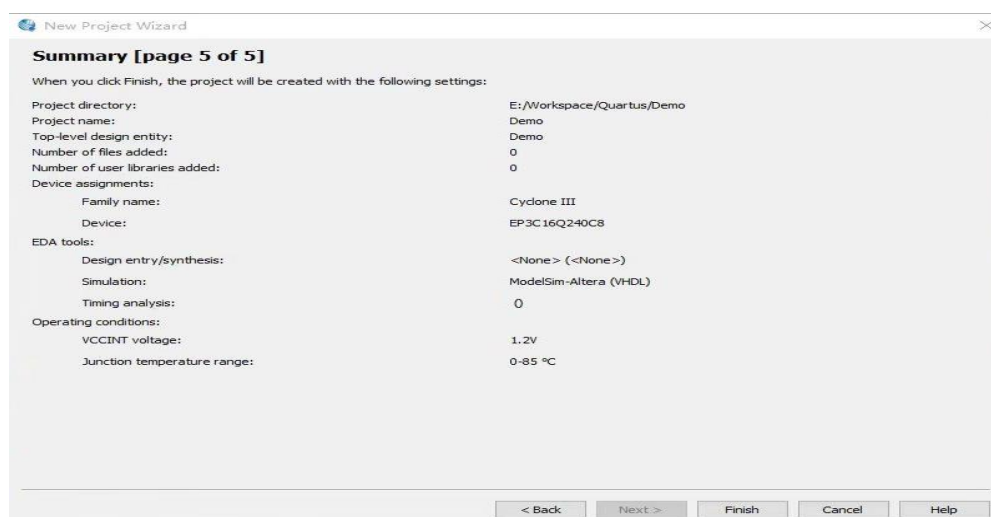 New Project Wizard
Summary [page 5 of 5]
When you click Finish, the project will be created with the following settings:
Project directory: E:/Workspace/Quartus/Demo
Project name: Demo
Top-level design entity: Demo
Number of files added: 0
Number of user libraries added: 0
Device assignments:
Family name: Cyclone III
Device: EP3C16Q240C8
EDA tools:
Design entry/synthesis: <None> (<None>)
Simulation: ModelSim-Altera (VHDL)
Timing analysis: 0
Operating conditions:
VCCINT voltage: 1.2V
Junction temperature range: 0-85 ºC
< Back Next > Finish Cancel Help